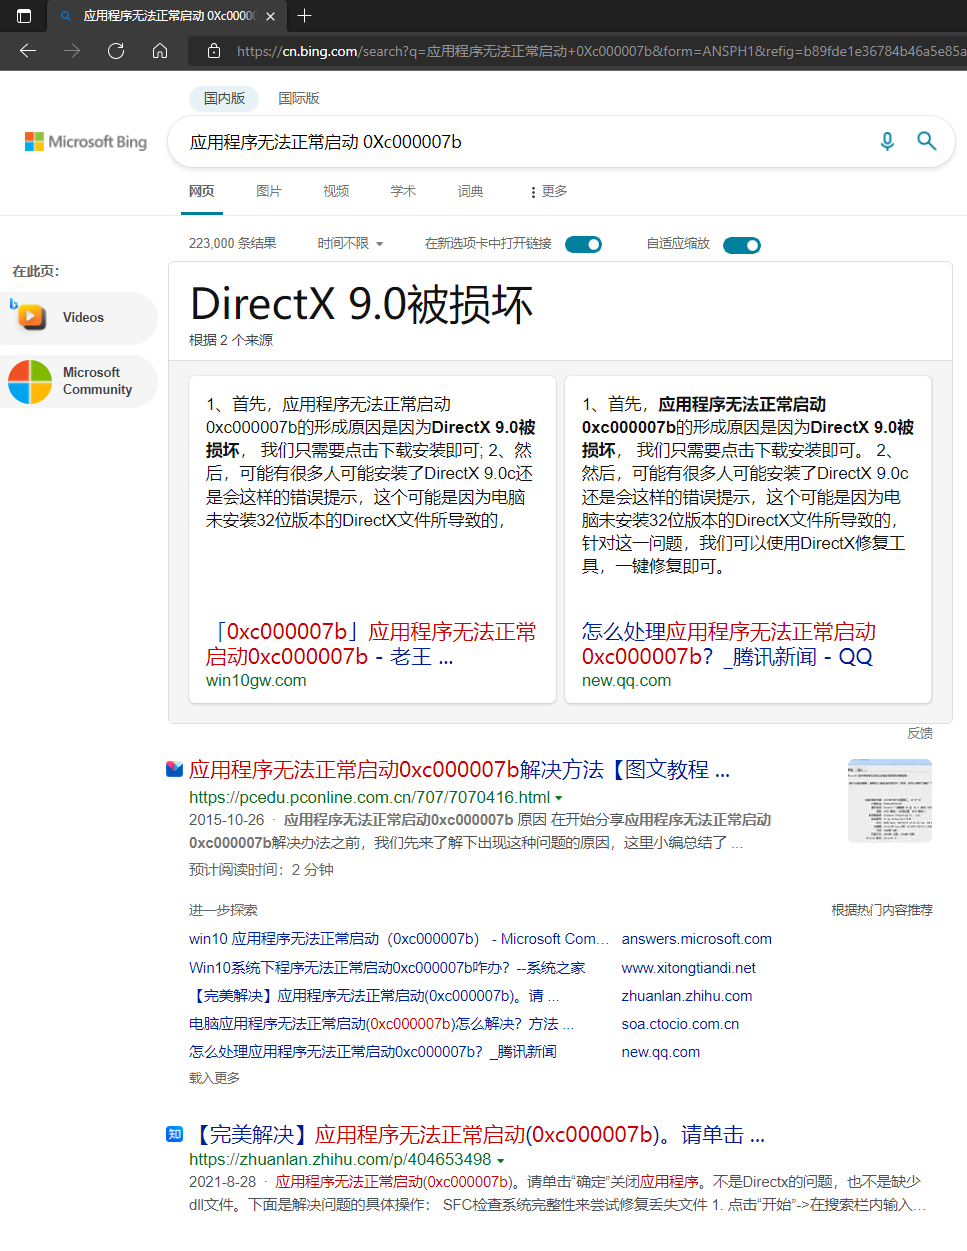 应用程序无法正常启动 0Xc0000
https://cn.bing.com/search?q=应用程序无法正常启动+0Xc000007b&form=ANSPH1&refig=b89fde1e36784b46a5e85a
国内版 国际版
Microsoft Bing
应用程序无法正常启动 0Xc000007b
网页 图片 视频 学术 词典 更多
223,000 条结果 时间不限 在新选项卡中打开链接 自适应缩放
在此页:
Videos
Microsoft
Community
DirectX 9.0被损坏
根据 2 个来源
1、首先，应用程序无法正常启动
0xc000007b的形成原因是因为DirectX 9.0被
损坏， 我们只需要点击下载安装即可; 2、然
后，可能有很多人可能安装了DirectX 9.0c还
是会这样的错误提示，这个可能是因为电脑
未安装32位版本的DirectX文件所导致的，
「0xc000007b」应用程序无法正常
启动0xc000007b - 老王 ...
win10gw.com
1、首先，应用程序无法正常启动
0xc000007b的形成原因是因为DirectX 9.0被
损坏， 我们只需要点击下载安装即可。 2、
然后，可能有很多人可能安装了DirectX 9.0c
还是会这样的错误提示，这个可能是因为电
脑未安装32位版本的DirectX文件所导致的，
针对这一问题，我们可以使用DirectX修复工
具，一键修复即可。
怎么处理应用程序无法正常启动
0xc000007b？_腾讯新闻 - QQ
new.qq.com
反馈
应用程序无法正常启动0xc000007b解决方法【图文教程 ...
https://pcedu.pconline.com.cn/707/7070416.html
2015-10-26 · 应用程序无法正常启动0xc000007b 原因 在开始分享应用程序无法正常启动
0xc000007b解决办法之前，我们先来了解下出现这种问题的原因，这里小编总结了 ...
预计阅读时间：2 分钟
进一步探索 根据热门内容推荐
win10 应用程序无法正常启动（0xc000007b） - Microsoft Com... answers.microsoft.com
Win10系统下程序无法正常启动0xc000007b咋办？--系统之家 www.xitongtiandi.net
【完美解决】应用程序无法正常启动(0xc000007b)。请 ... zhuanlan.zhihu.com
电脑应用程序无法正常启动(0xc000007b)怎么解决？方法 ... soa.ctocio.com.cn
怎么处理应用程序无法正常启动0xc000007b？_腾讯新闻 new.qq.com
载入更多
知 【完美解决】应用程序无法正常启动(0xc000007b)。请单击 ...
https://zhuanlan.zhihu.com/p/404653498
2021-8-28 · 应用程序无法正常启动(0xc000007b)。请单击“确定”关闭应用程序。不是Directx的问题，也不是缺少
dll文件。下面是解决问题的具体操作： SFC检查系统完整性来尝试修复丢失文件 1. 点击“开始”->在搜索栏内输入...